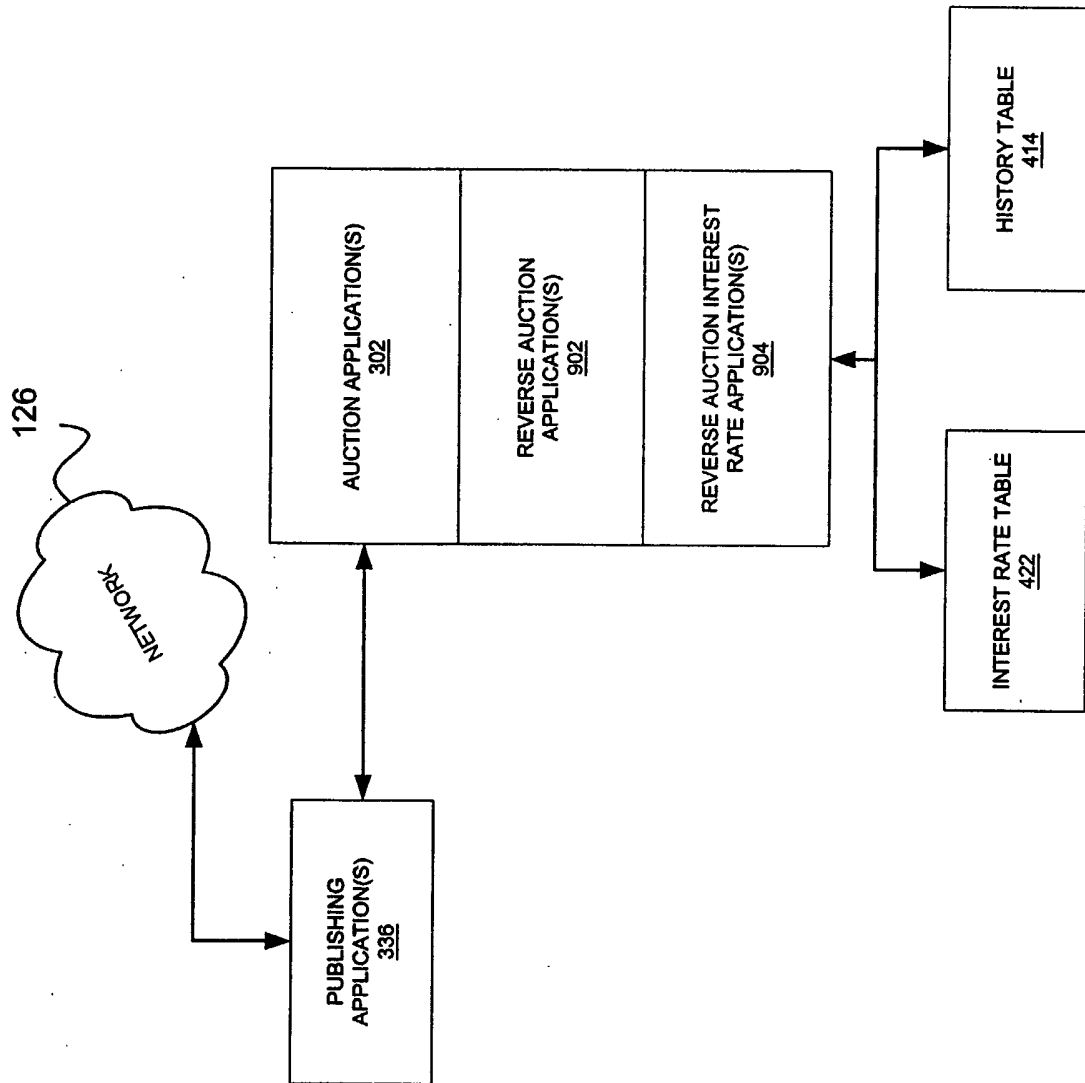 126
NETWORK
PUBLISHING
APPLICATION(S)
336
AUCTION APPLICATION(S)
302
REVERSE AUCTION
APPLICATION(S)
902
REVERSE AUCTION INTEREST
RATE APPLICATION(S)
904
INTEREST RATE TABLE
422
HISTORY TABLE
414